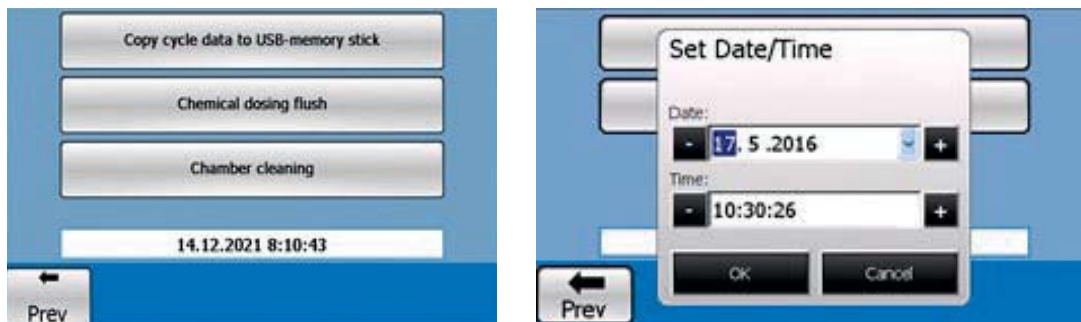 Copy cycle data to USB-memory stick
Chemical dosing flush
Chamber cleaning
14.12.2021 8:10:43
Prev
Set Date/Time
Date:
- 17. 5 .2016 +
Time:
- 10:30:26 +
OK Cancel
Prev